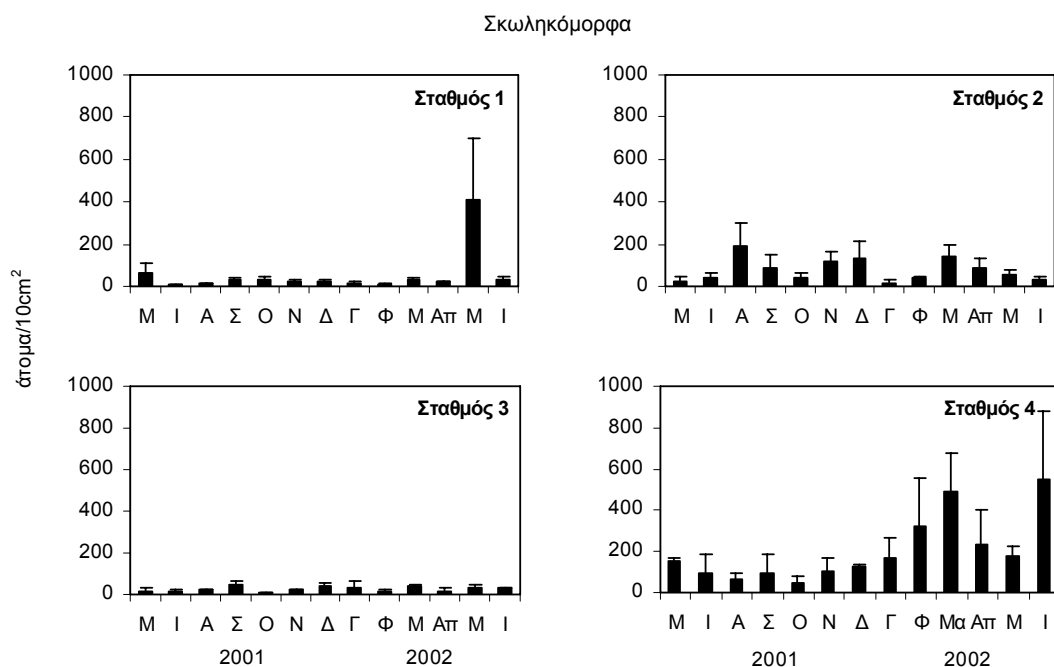 Σκωληκόμορφα
άτομα/10cm²
Σταθμός 1
1000
800
600
400
200
0
Μ Ι Α Σ Ο Ν Δ Γ Φ Μ Απ Μ Ι
Σταθμός 2
1000
800
600
400
200
0
Μ Ι Α Σ Ο Ν Δ Γ Φ Μ Απ Μ Ι
Σταθμός 3
1000
800
600
400
200
0
Μ Ι Α Σ Ο Ν Δ Γ Φ Μ Απ Μ Ι
2001 2002
Σταθμός 4
1000
800
600
400
200
0
Μ Ι Α Σ Ο Ν Δ Γ Φ Μα Απ Μ Ι
2001 2002